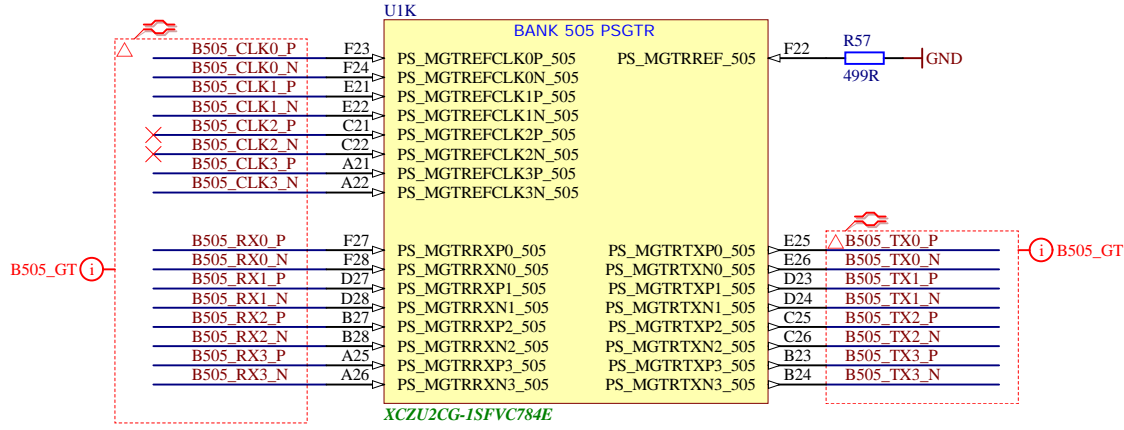 U1K
BANK 505 PSGTR
B505_CLK0_P F23 PS_MGTREFCLK0P_505 PS_MGTRREF_505 F22 R57 499R GND
B505_CLK0_N F24 PS_MGTREFCLK0N_505
B505_CLK1_P E21 PS_MGTREFCLK1P_505
B505_CLK1_N E22 PS_MGTREFCLK1N_505
B505_CLK2_P C21 PS_MGTREFCLK2P_505
B505_CLK2_N C22 PS_MGTREFCLK2N_505
B505_CLK3_P A21 PS_MGTREFCLK3P_505
B505_CLK3_N A22 PS_MGTREFCLK3N_505
B505_RX0_P F27 PS_MGTRRXP0_505 PS_MGTRTXP0_505 E25 B505_TX0_P
B505_GT i B505_RX0_N F28 PS_MGTRRXN0_505 PS_MGTRTXN0_505 E26 B505_TX0_N i B505_GT
B505_RX1_P D27 PS_MGTRRXP1_505 PS_MGTRTXP1_505 D23 B505_TX1_P
B505_RX1_N D28 PS_MGTRRXN1_505 PS_MGTRTXN1_505 D24 B505_TX1_N
B505_RX2_P B27 PS_MGTRRXP2_505 PS_MGTRTXP2_505 C25 B505_TX2_P
B505_RX2_N B28 PS_MGTRRXN2_505 PS_MGTRTXN2_505 C26 B505_TX2_N
B505_RX3_P A25 PS_MGTRRXP3_505 PS_MGTRTXP3_505 B23 B505_TX3_P
B505_RX3_N A26 PS_MGTRRXN3_505 PS_MGTRTXN3_505 B24 B505_TX3_N
XCZU2CG-1SFVC784E